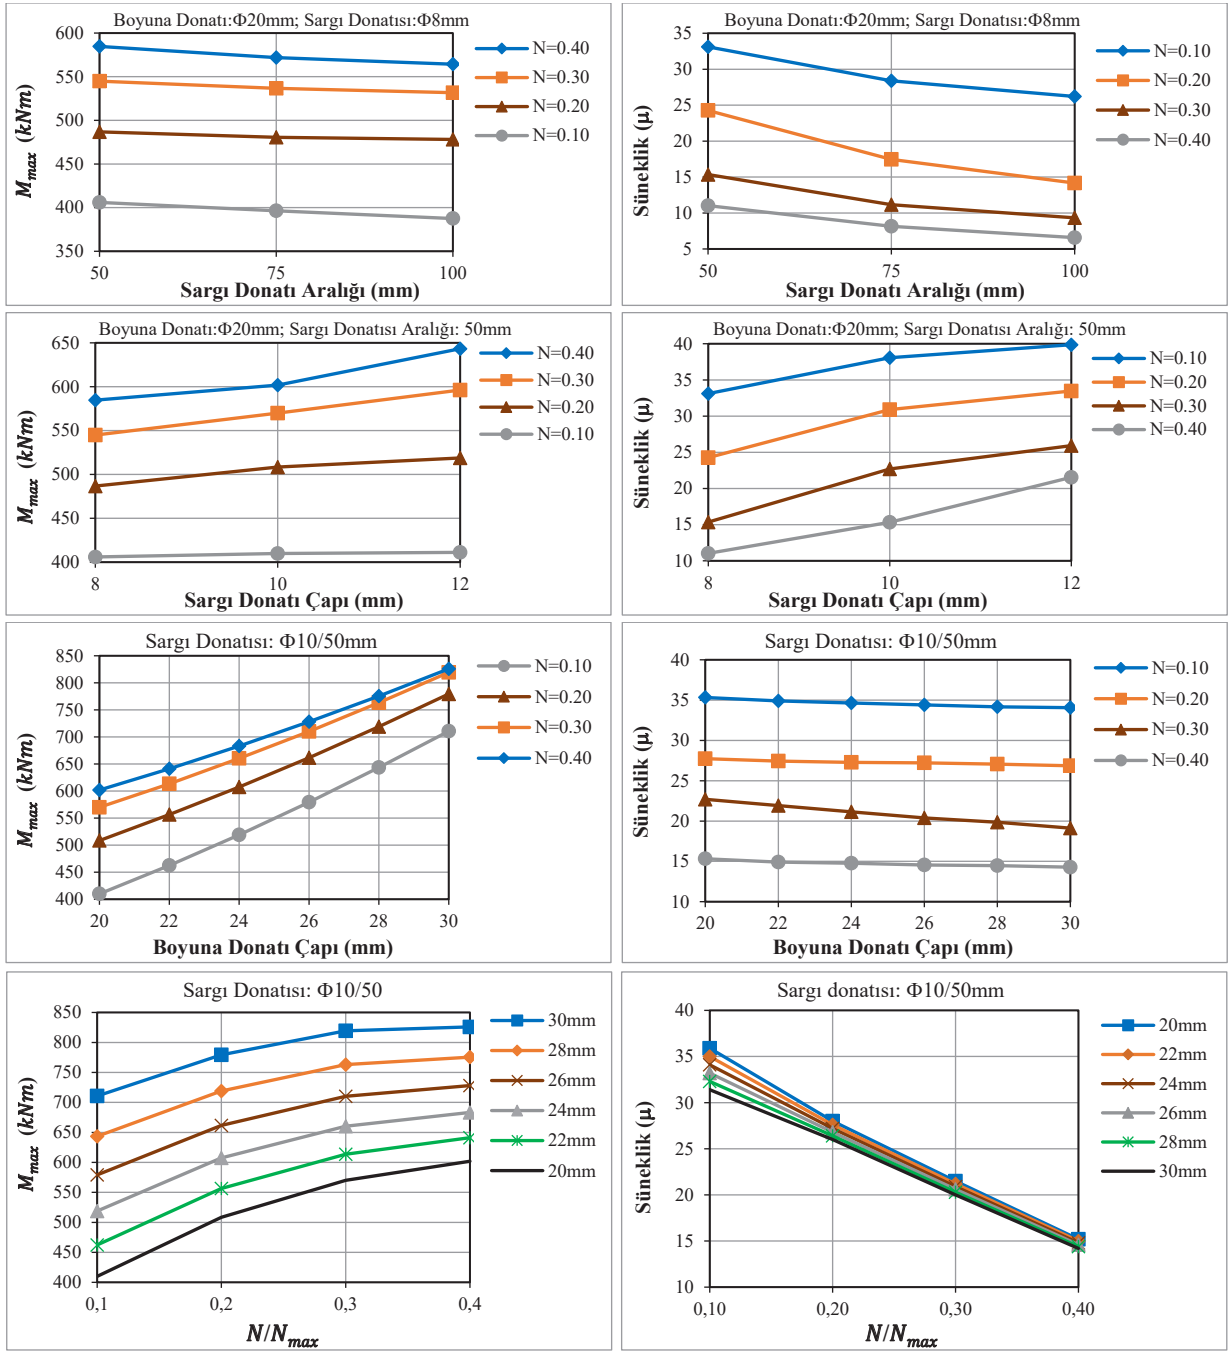 Boyuna Donatı:Φ20mm; Sargı Donatısı:Φ8mm
M_max (kNm)
600
550
500
450
400
350
50 75 100
Sargı Donatı Aralığı (mm)
N=0.40
N=0.30
N=0.20
N=0.10
Boyuna Donatı:Φ20mm; Sargı Donatısı:Φ8mm
Süneklik (μ)
35
30
25
20
15
10
5
50 75 100
Sargı Donatı Aralığı (mm)
N=0.10
N=0.20
N=0.30
N=0.40
Boyuna Donatı:Φ20mm; Sargı Donatısı Aralığı: 50mm
M_max (kNm)
650
600
550
500
450
400
8 10 12
Sargı Donatı Çapı (mm)
N=0.40
N=0.30
N=0.20
N=0.10
Boyuna Donatı:Φ20mm; Sargı Donatısı Aralığı: 50mm
Süneklik (μ)
40
35
30
25
20
15
10
8 10 12
Sargı Donatı Çapı (mm)
N=0.10
N=0.20
N=0.30
N=0.40
Sargı Donatısı: Φ10/50mm
M_max (kNm)
850
800
750
700
650
600
550
500
450
400
20 22 24 26 28 30
Boyuna Donatı Çapı (mm)
N=0.10
N=0.20
N=0.30
N=0.40
Sargı Donatısı: Φ10/50mm
Süneklik (μ)
40
35
30
25
20
15
10
20 22 24 26 28 30
Boyuna Donatı Çapı (mm)
N=0.10
N=0.20
N=0.30
N=0.40
Sargı Donatısı: Φ10/50
M_max (kNm)
850
800
750
700
650
600
550
500
450
400
0,1 0,2 0,3 0,4
N/N_max
30mm
28mm
26mm
24mm
22mm
20mm
Sargı donatısı: Φ10/50mm
Süneklik (μ)
40
35
30
25
20
15
10
0,10 0,20 0,30 0,40
N/N_max
20mm
22mm
24mm
26mm
28mm
30mm